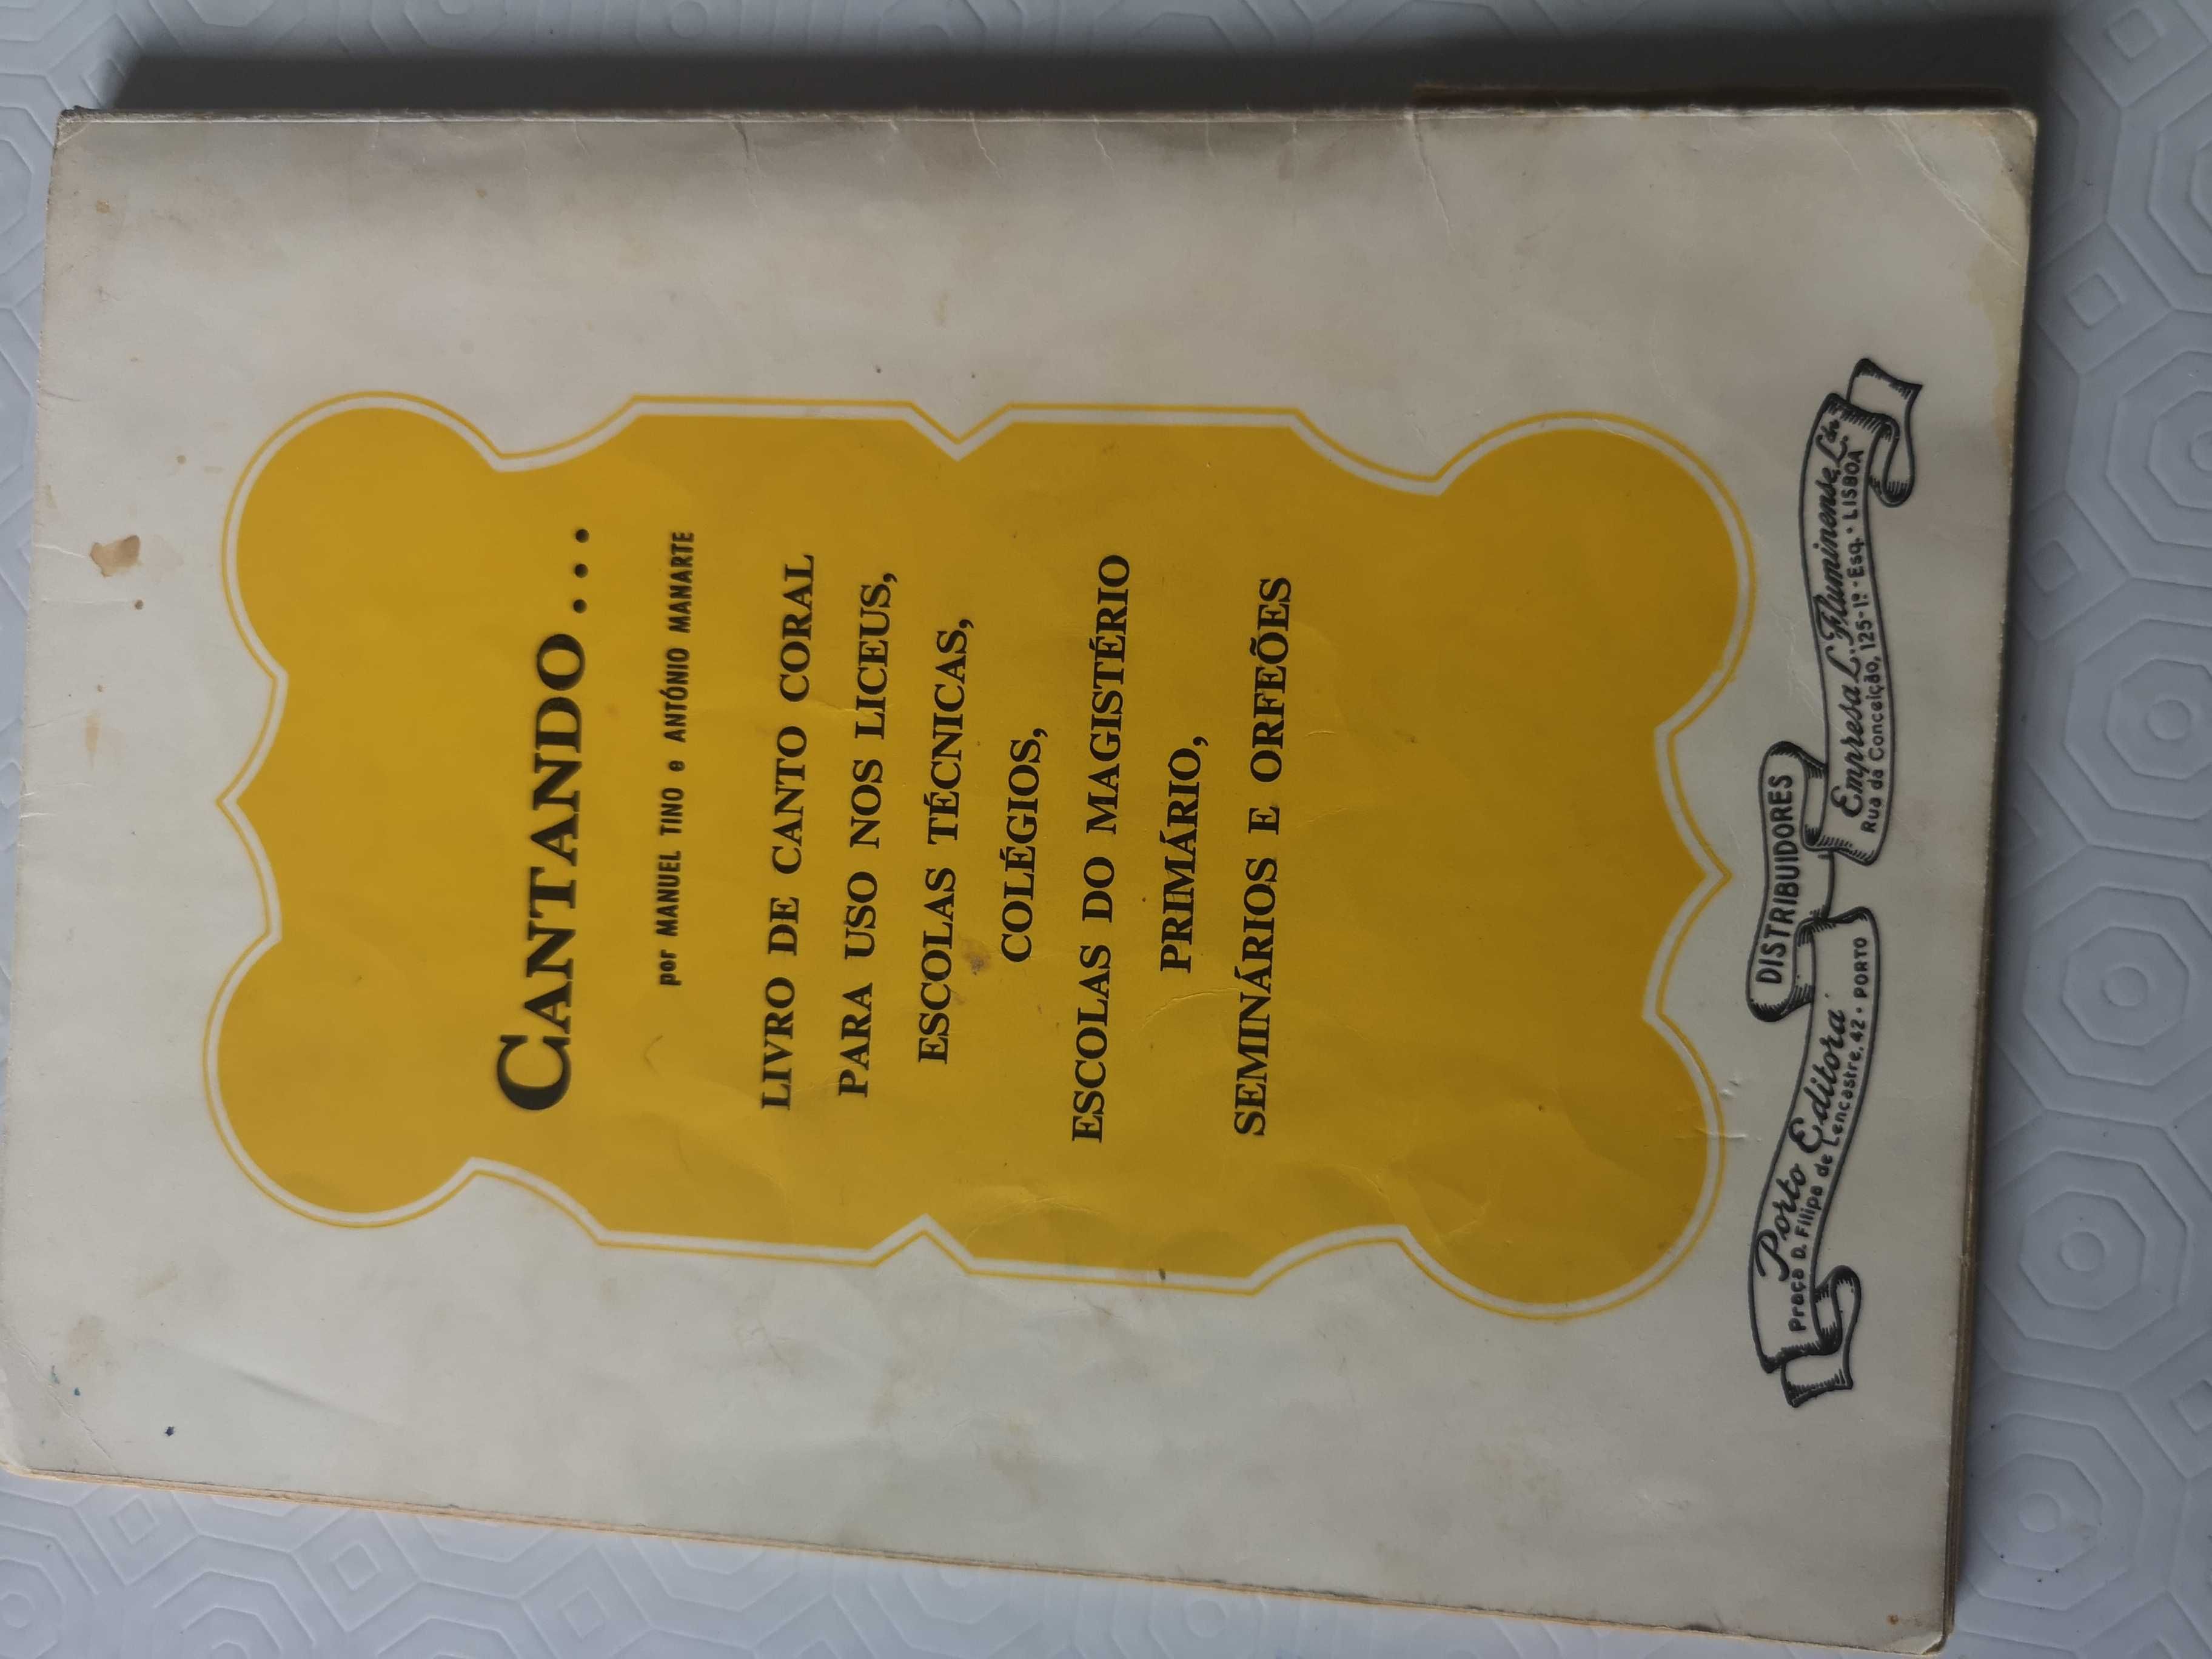 CANTANDO...
por MANUEL TINO e ANTÓNIO MANARTE
LIVRO DE CANTO CORAL
PARA USO NOS LICEUS,
ESCOLAS TÉCNICAS,
COLÉGIOS,
ESCOLAS DO MAGISTÉRIO
PRIMÁRIO,
SEMINÁRIOS E ORFEÕES
DISTRIBUIDORES
Porto Editora
Praça D. Filipa de Lencastre, 42 • PORTO
Empresa L. Fluminense, Lda
Rua da Conceição, 125-1º - Esq. • LISBOA